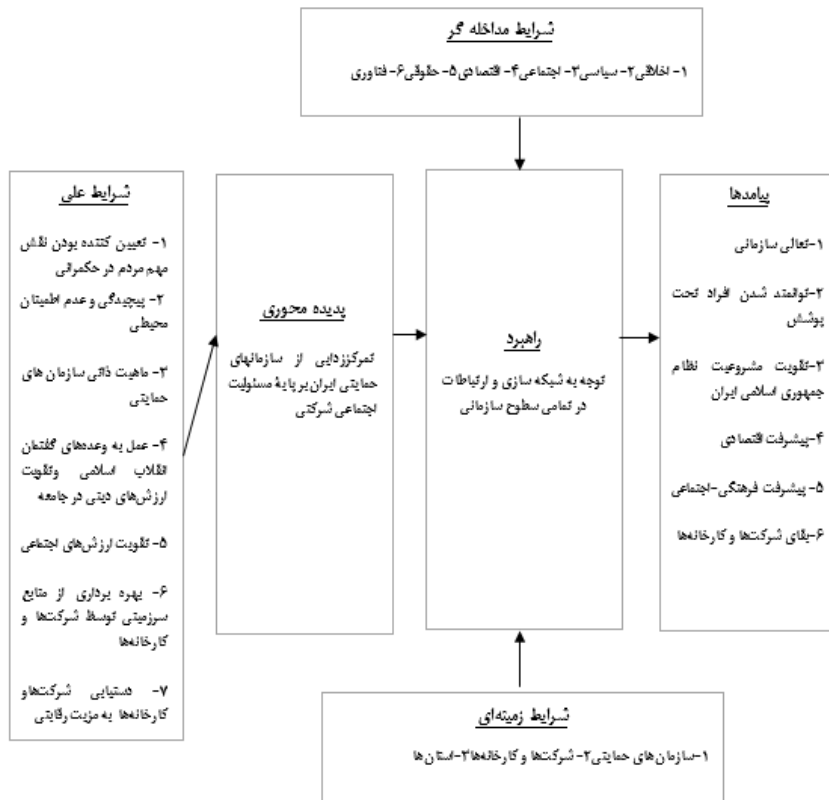 شرایط مداخله گر
۱- اخلاقی۲- سیاسی۳- اجتماعی۴- اقتصادی۵- حقوقی۶- فناوری
شرایط علی
۱- تعیین کننده بودن نقش
مهم مردم در حکمرانی
۲- پیچیدگی و عدم اطمینان
محیطی
۳- ماهیت ذاتی سازمان های
حمایتی
۴- عمل به وعده‌های گفتمان
انقلاب اسلامی وتقویت
ارزش‌های دینی در جامعه
۵- تقویت ارزش‌های اجتماعی
۶- بهره برداری از منابع
سرزمینی توسط شرکت‌ها و
کارخانه‌ها
۷- دستیابی شرکت‌هاو
کارخانه‌ها به مزیت رقابتی
پدیده محوری
تمرکززدایی از سازمانهای
حمایتی ایران‌بر پایۀ مسئولیت
اجتماعی شرکتی
راهبرد
توجه به شبکه سازی و ارتباطات
در تمامی سطوح سازمانی
پیامدها
۱-تعالی سازمانی
۲-توانمند شدن افراد تحت
پوشش
۳-تقویت مشروعیت نظام
جمهوری اسلامی ایران
۴-پیشرفت اقتصادی
۵- پیشرفت فرهنگی-اجتماعی
۶-بقای شرکت‌ها و کارخانه‌ها
شرایط زمینه‌ای
۱-سازمان های حمایتی۲- شرکت‌ها و کارخانه‌ها۳-استان ها